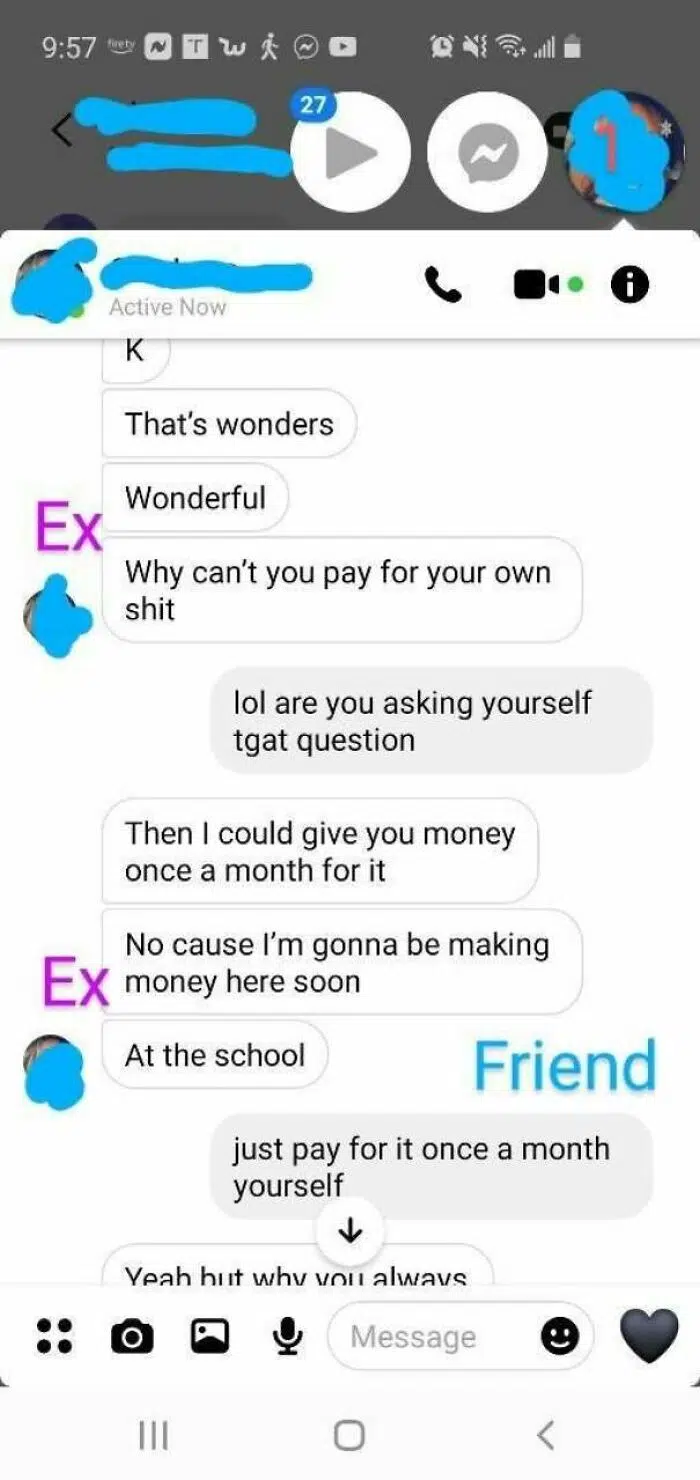 9:57
firetv
27
1
Active Now
K
That's wonders
Wonderful
Ex
Why can't you pay for your own
shit
lol are you asking yourself
tgat question
Then I could give you money
once a month for it
No cause I'm gonna be making
Ex
money here soon
At the school
Friend
just pay for it once a month
yourself
Yeah but why you always
Message